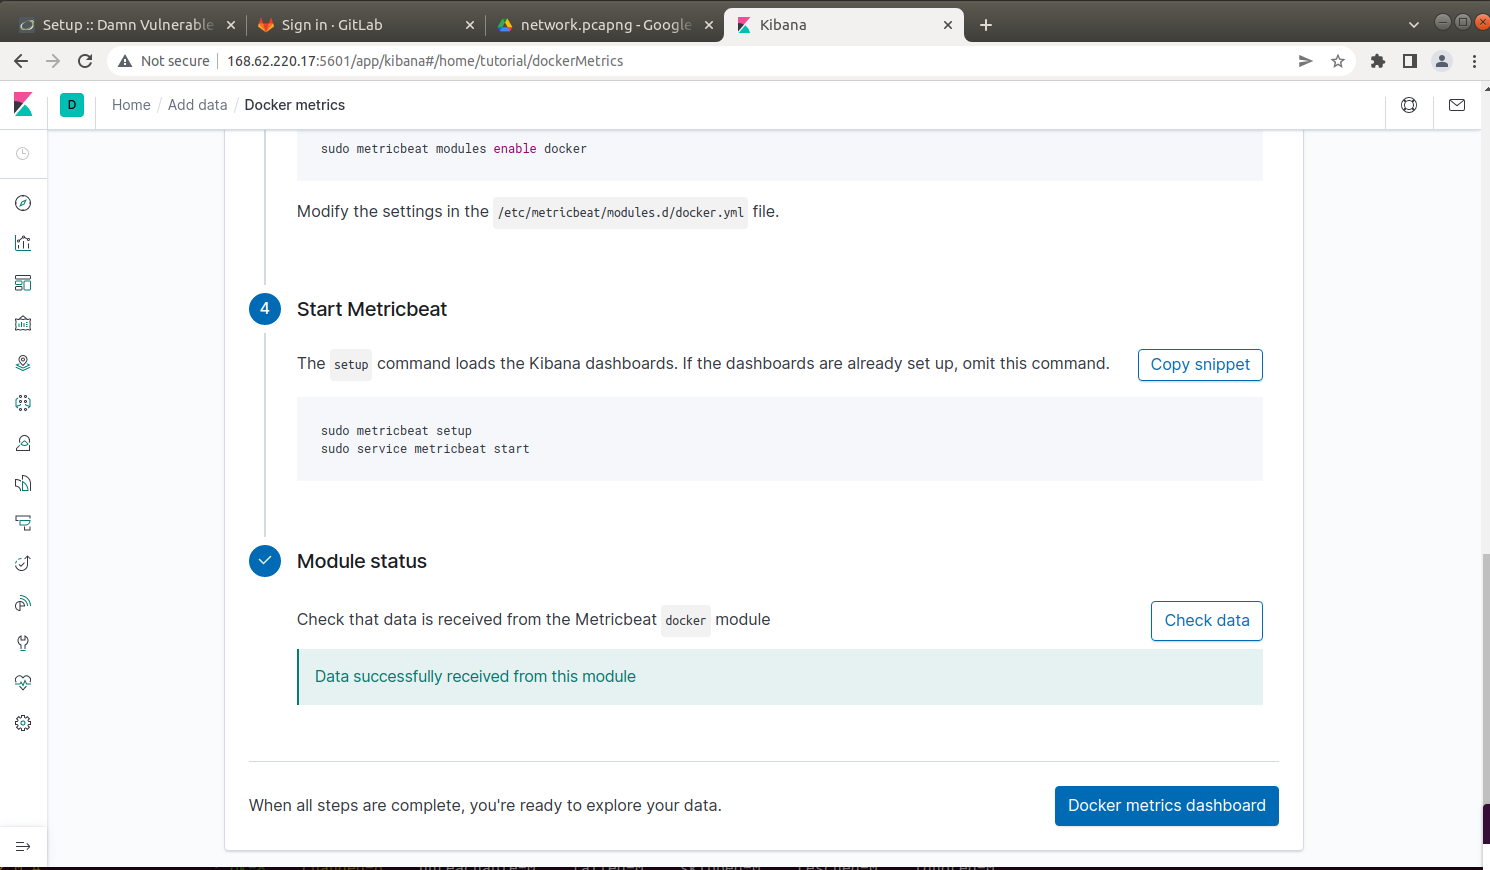 Setup :: Damn Vulnerable
Sign in · GitLab
network.pcapng - Google
Kibana
Not secure
168.62.220.17:5601/app/kibana#/home/tutorial/dockerMetrics
D
Home / Add data / Docker metrics
sudo metricbeat modules enable docker
Modify the settings in the /etc/metricbeat/modules.d/docker.yml file.
4 Start Metricbeat
The setup command loads the Kibana dashboards. If the dashboards are already set up, omit this command.
Copy snippet
sudo metricbeat setup
sudo service metricbeat start
Module status
Check that data is received from the Metricbeat docker module
Check data
Data successfully received from this module
When all steps are complete, you're ready to explore your data.
Docker metrics dashboard